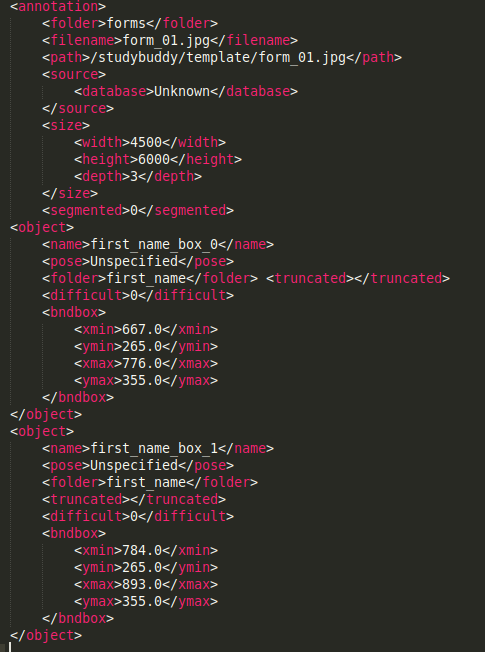 <annotation>
<folder>forms</folder>
<filename>form_01.jpg</filename>
<path>/studybuddy/template/form_01.jpg</path>
<source>
<database>Unknown</database>
</source>
<size>
<width>4500</width>
<height>6000</height>
<depth>3</depth>
</size>
<segmented>0</segmented>
<object>
<name>first_name_box_0</name>
<pose>Unspecified</pose>
<folder>first_name</folder> <truncated></truncated>
<difficult>0</difficult>
<bndbox>
<xmin>667.0</xmin>
<ymin>265.0</ymin>
<xmax>776.0</xmax>
<ymax>355.0</ymax>
</bndbox>
</object>
<object>
<name>first_name_box_1</name>
<pose>Unspecified</pose>
<folder>first_name</folder>
<truncated></truncated>
<difficult>0</difficult>
<bndbox>
<xmin>784.0</xmin>
<ymin>265.0</ymin>
<xmax>893.0</xmax>
<ymax>355.0</ymax>
</bndbox>
</object>